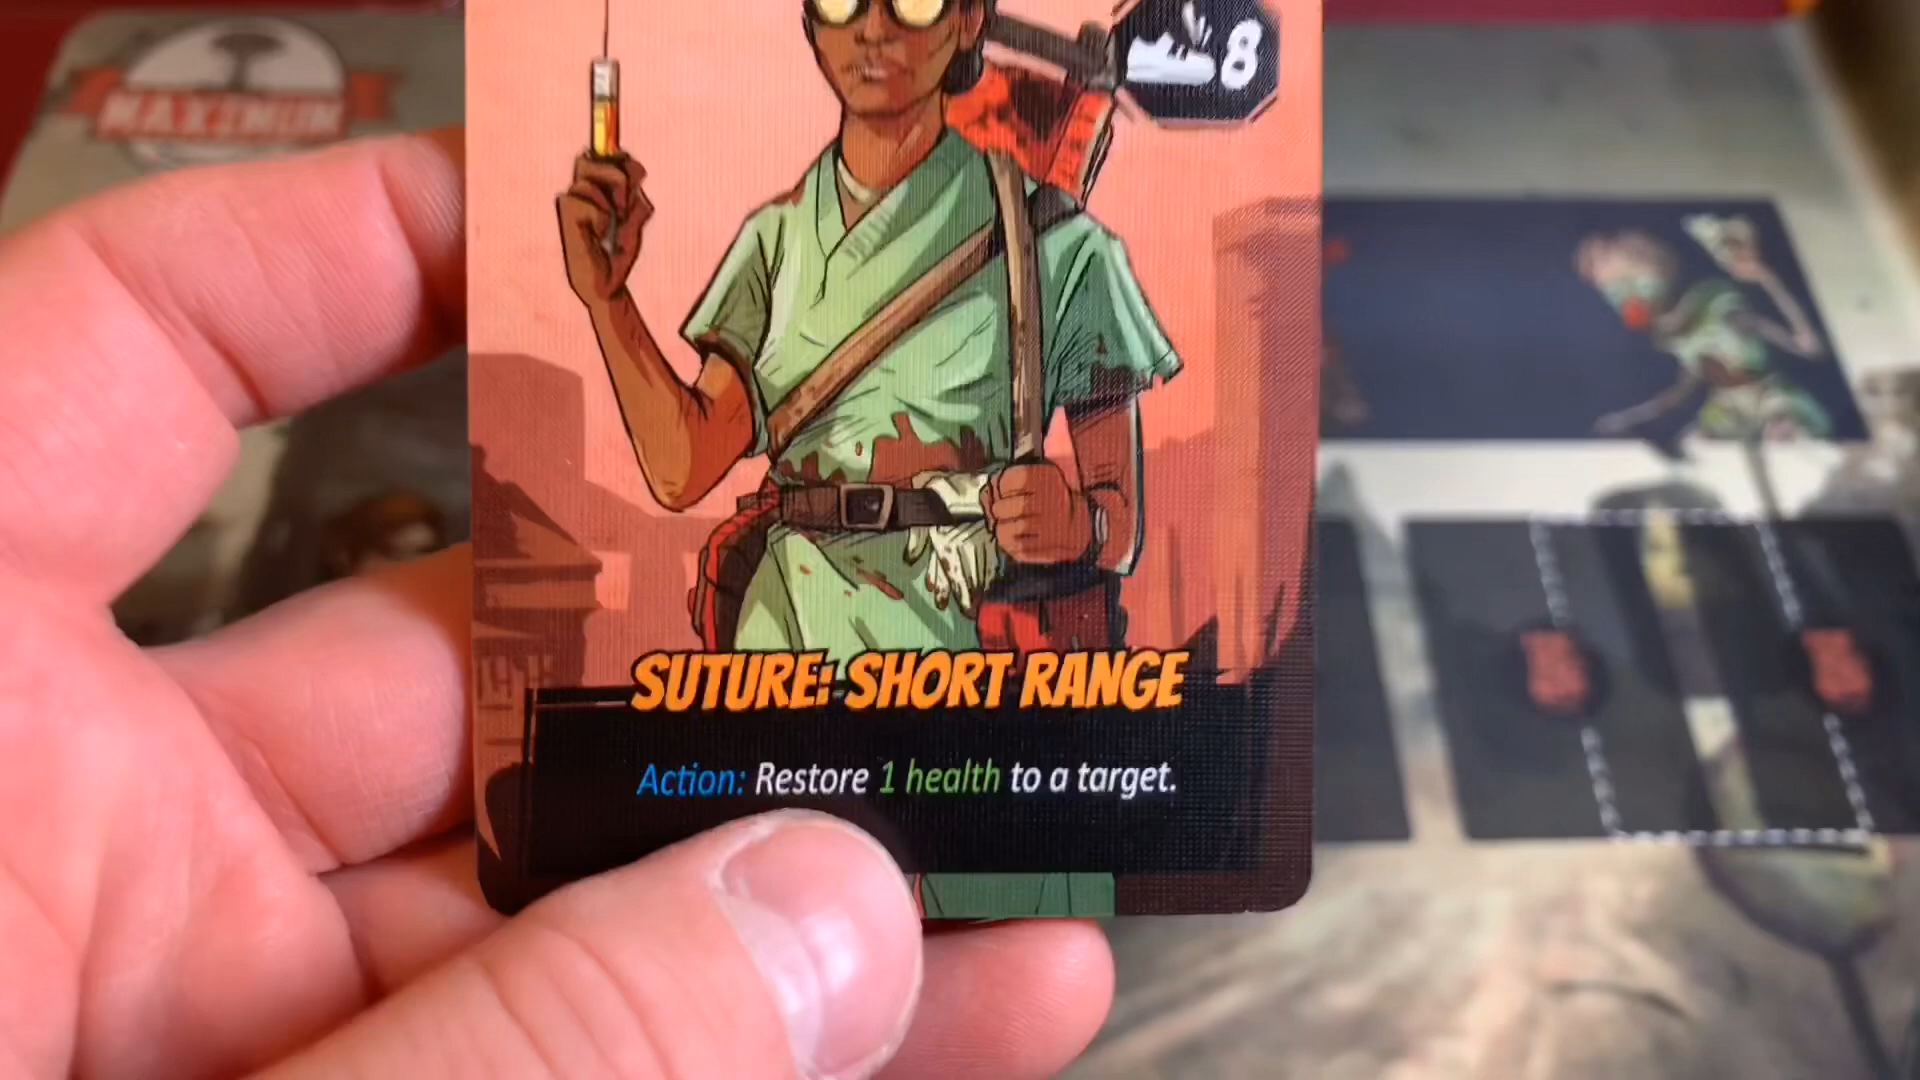 MAXIMUM
8
SUTURE: SHORT RANGE
Action: Restore 1 health to a target.